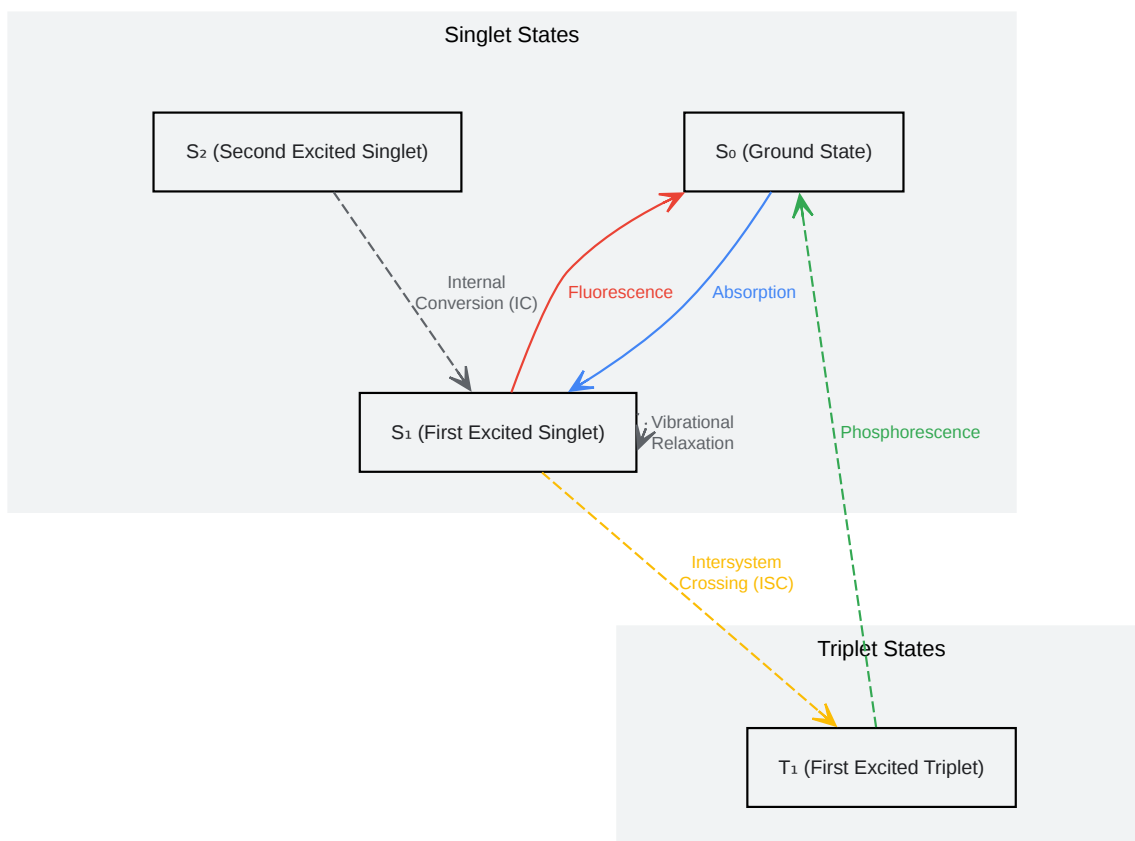 Singlet States
S₂ (Second Excited Singlet)
S₀ (Ground State)
Internal
Conversion (IC)
Fluorescence
Absorption
S₁ (First Excited Singlet)
Vibrational
Relaxation
Phosphorescence
Intersystem
Crossing (ISC)
Triplet States
T₁ (First Excited Triplet)